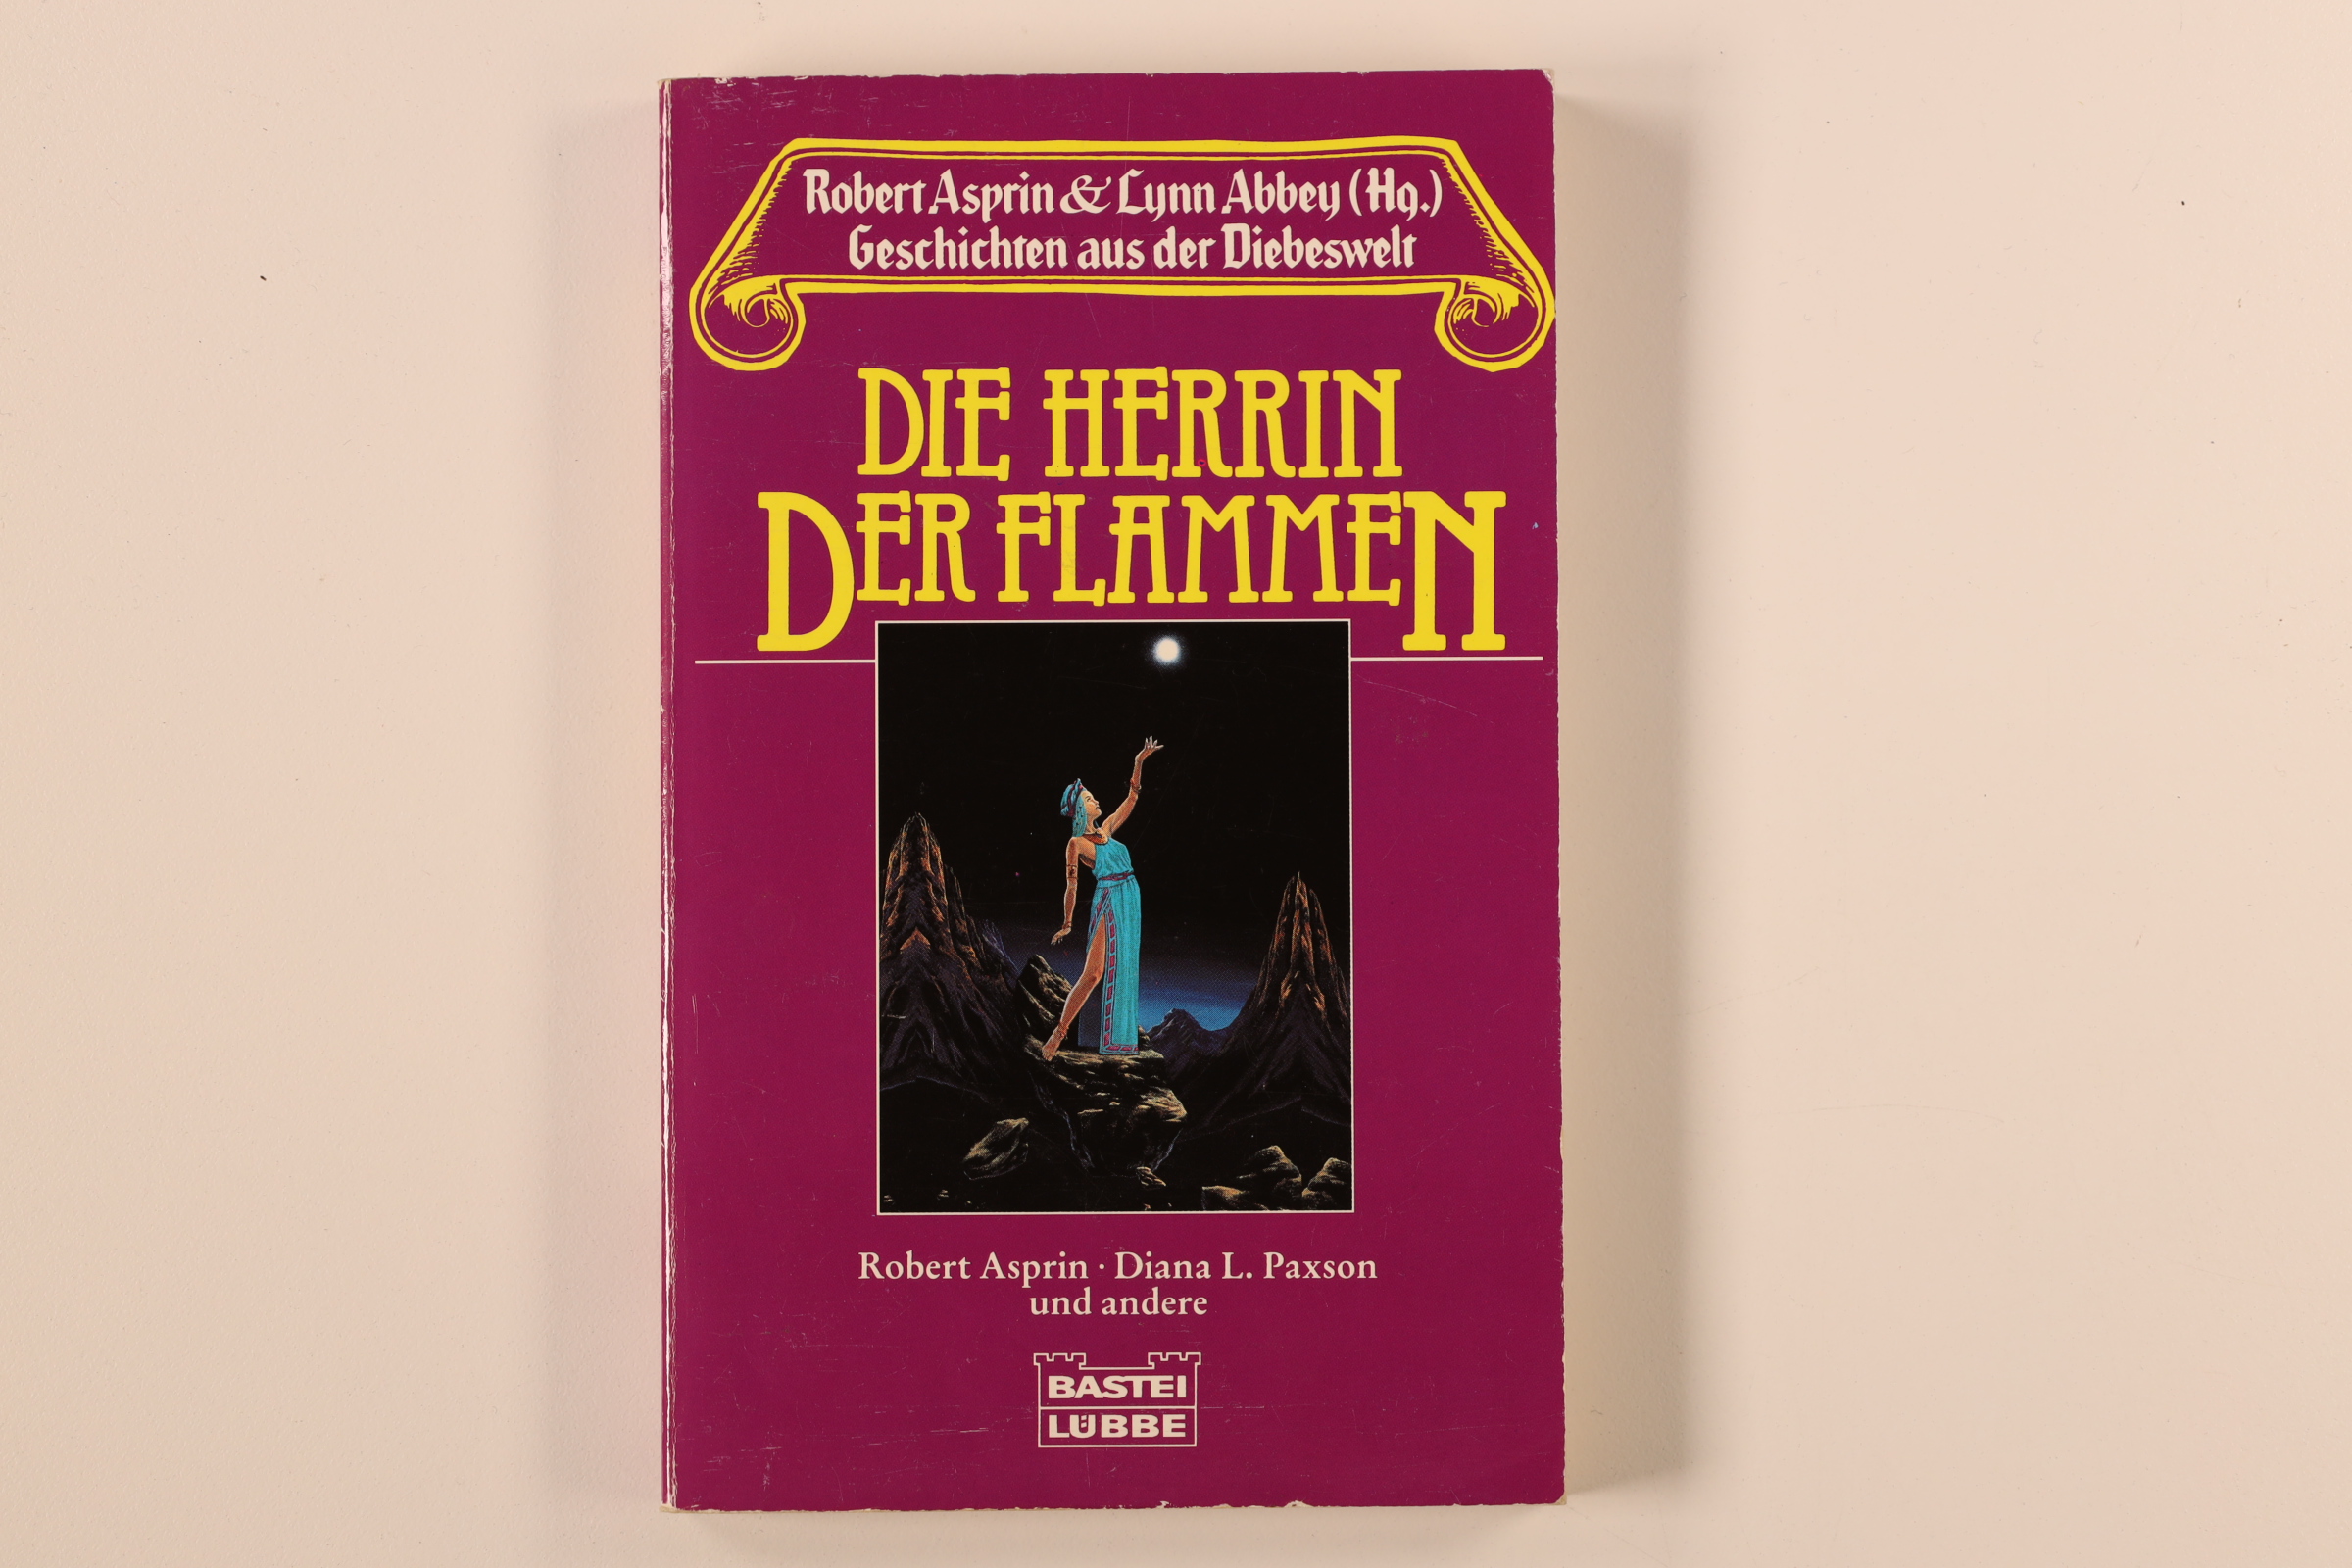 Robert Asprin & Lynn Abbey (Hg.)
Geschichten aus der Diebeswelt
DIE HERRIN
DER FLAMMEN
Robert Asprin · Diana L. Paxson
und andere
BASTEI
LÜBBE